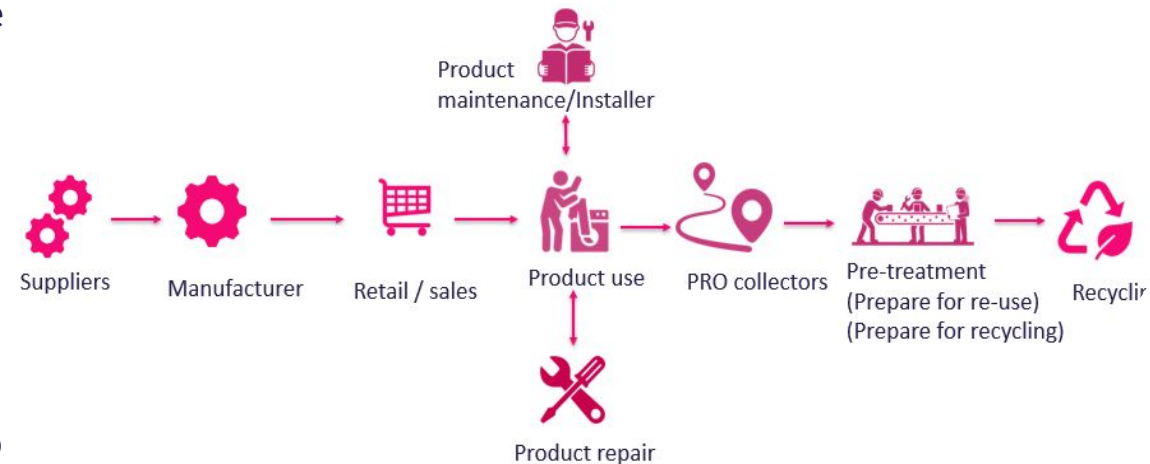 Product
maintenance/Installer
Suppliers
Manufacturer
Retail / sales
Product use
PRO collectors
Pre-treatment
(Prepare for re-use)
(Prepare for recycling)
Product repair